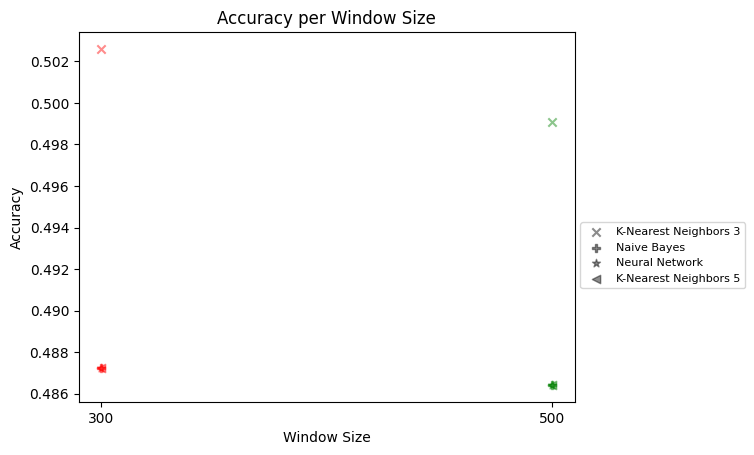 Accuracy per Window Size
0.502
0.500
0.498
0.496
0.494
0.492
0.490
0.488
0.486
Accuracy
300
500
Window Size
K-Nearest Neighbors 3
Naive Bayes
Neural Network
K-Nearest Neighbors 5